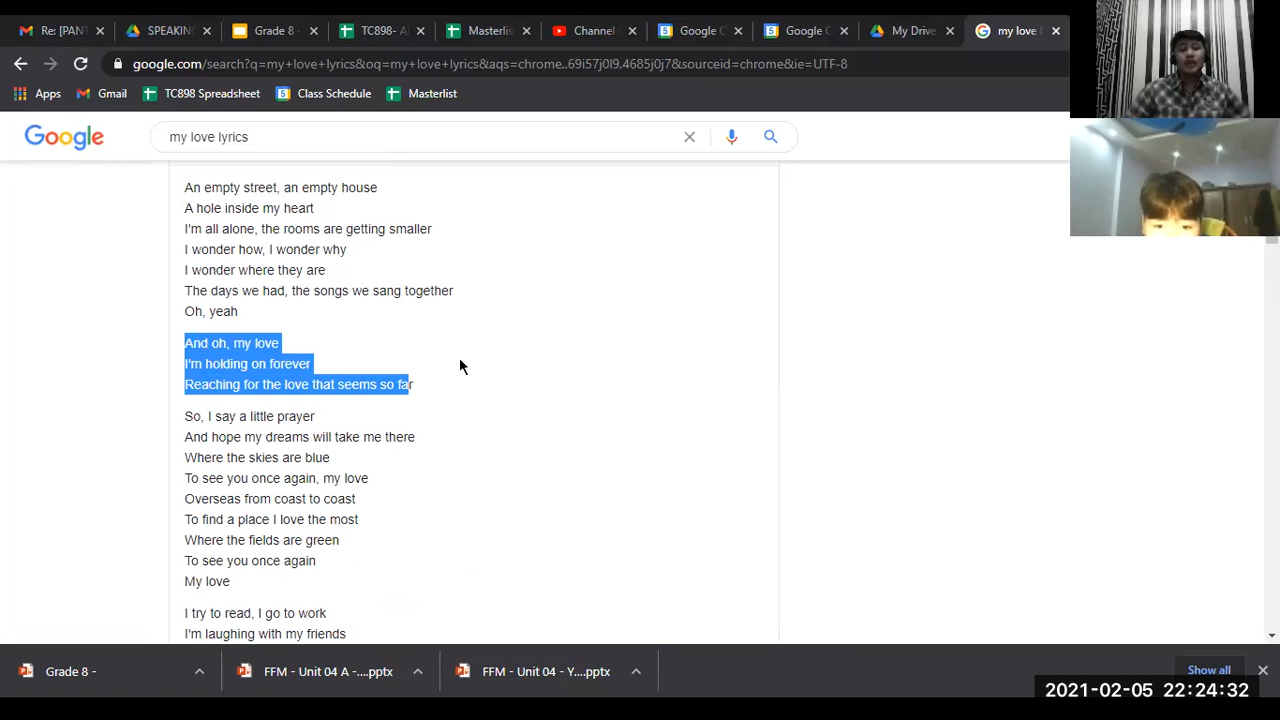 Re: [PAN
SPEAKING
Grade 8 -
TC898- A
Masterlis
Channel
Google C
Google C
My Drive
my love l
google.com/search?q=my+love+lyrics&oq=my+love+lyrics&aqs=chrome..69i57j0l9.4685j0j7&sourceid=chrome&ie=UTF-8
Apps
Gmail
TC898 Spreadsheet
Class Schedule
Masterlist
Google
my love lyrics
An empty street, an empty house
A hole inside my heart
I'm all alone, the rooms are getting smaller
I wonder how, I wonder why
I wonder where they are
The days we had, the songs we sang together
Oh, yeah
And oh, my love
I'm holding on forever
Reaching for the love that seems so far
So, I say a little prayer
And hope my dreams will take me there
Where the skies are blue
To see you once again, my love
Overseas from coast to coast
To find a place I love the most
Where the fields are green
To see you once again
My love
I try to read, I go to work
I'm laughing with my friends
Grade 8 -
FFM - Unit 04 A -....pptx
FFM - Unit 04 - Y....pptx
Show all
2021-02-05 22:24:32